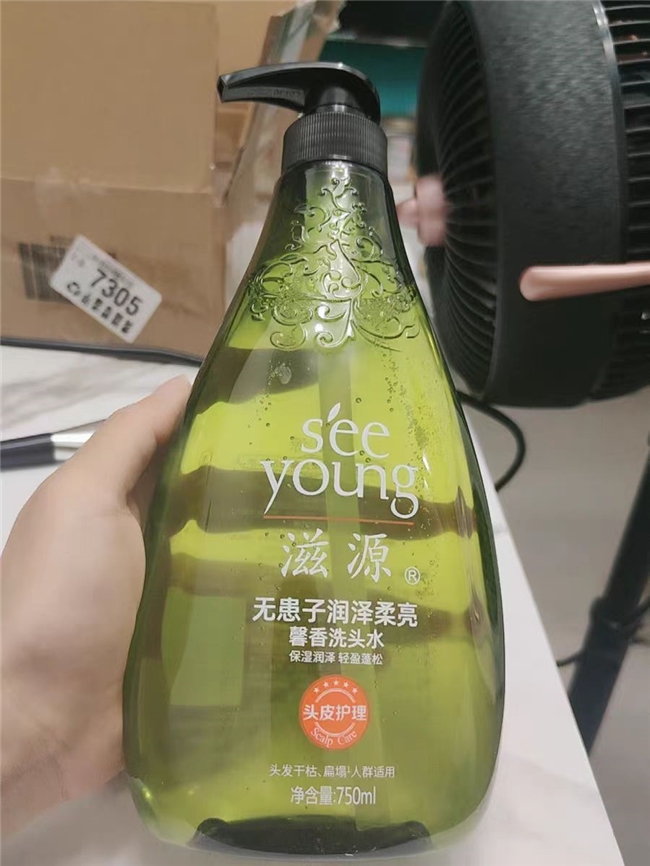 7305
sée
young
滋源®
无患子润泽柔亮
馨香洗头水
保湿润泽 轻盈蓬松
头皮护理
Scalp Care
头发干枯、扁塌¹人群适用
净含量:750ml